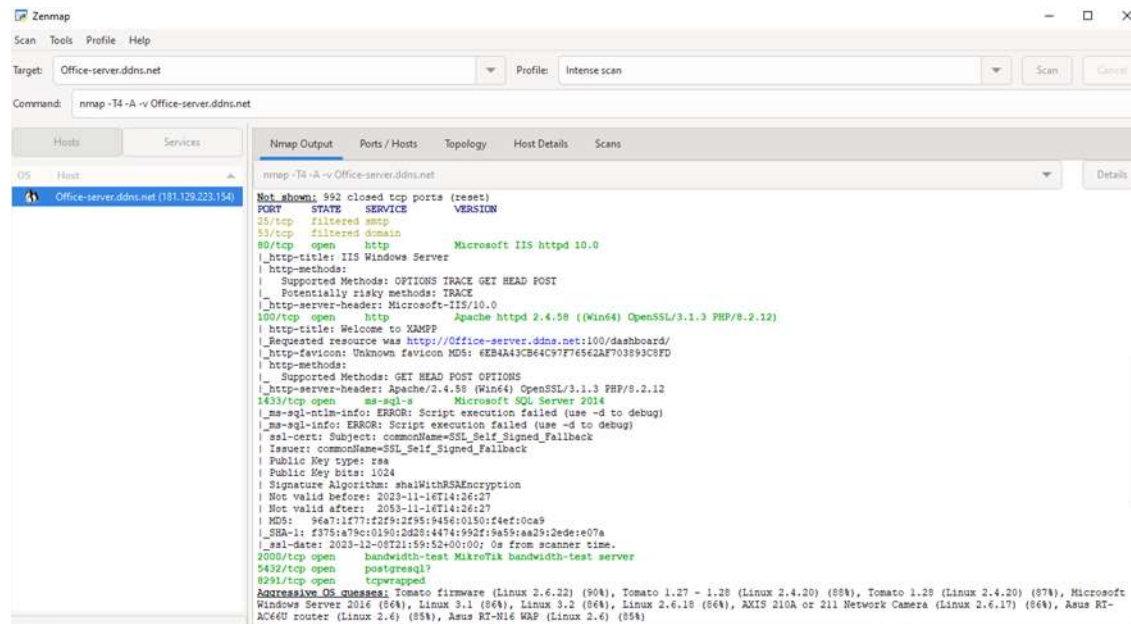 Zenmap
Scan Tools Profile Help
Target: Office-server.ddns.net Profile: Intense scan Scan Cancel
Command: nmap -T4 -A -v Office-server.ddns.net
Hosts Services
Nmap Output Ports / Hosts Topology Host Details Scans
OS Host
nmap -T4 -A -v Office-server.ddns.net Details
Office-server.ddns.net (181.129.223.154)
Not shown: 992 closed tcp ports (reset)
PORT STATE SERVICE VERSION
25/tcp filtered smtp
53/tcp filtered domain
80/tcp open http Microsoft IIS httpd 10.0
|_http-title: IIS Windows Server
| http-methods:
|   Supported Methods: OPTIONS TRACE GET HEAD POST
|_  Potentially risky methods: TRACE
|_http-server-header: Microsoft-IIS/10.0
100/tcp open http Apache httpd 2.4.58 ((Win64) OpenSSL/3.1.3 PHP/8.2.12)
| http-title: Welcome to XAMPP
|_Requested resource was http://Office-server.ddns.net:100/dashboard/
|_http-favicon: Unknown favicon MD5: 6EB4A43CB64C97F76562AF703893C8FD
| http-methods:
|_  Supported Methods: GET HEAD POST OPTIONS
|_http-server-header: Apache/2.4.58 (Win64) OpenSSL/3.1.3 PHP/8.2.12
1433/tcp open ms-sql-s Microsoft SQL Server 2014
|_ms-sql-ntlm-info: ERROR: Script execution failed (use -d to debug)
|_ms-sql-info: ERROR: Script execution failed (use -d to debug)
| ssl-cert: Subject: commonName=SSL_Self_Signed_Fallback
| Issuer: commonName=SSL_Self_Signed_Fallback
| Public Key type: rsa
| Public Key bits: 1024
| Signature Algorithm: sha1WithRSAEncryption
| Not valid before: 2023-11-16T14:26:27
| Not valid after:  2053-11-16T14:26:27
| MD5:   96a7:1f77:f2f9:2f95:9456:0150:f4ef:0ca9
|_SHA-1: f375:a79c:0190:2d28:4474:992f:9a59:aa29:2ede:e07a
|_ssl-date: 2023-12-08T21:59:52+00:00; 0s from scanner time.
2000/tcp open bandwidth-test MikroTik bandwidth-test server
5432/tcp open postgresql?
8291/tcp open tcpwrapped
Aggressive OS guesses: Tomato firmware (Linux 2.6.22) (90%), Tomato 1.27 - 1.28 (Linux 2.4.20) (88%), Tomato 1.28 (Linux 2.4.20) (87%), Microsoft
Windows Server 2016 (86%), Linux 3.1 (86%), Linux 3.2 (86%), Linux 2.6.18 (86%), AXIS 210A or 211 Network Camera (Linux 2.6.17) (86%), Asus RT-
AC66U router (Linux 2.6) (85%), Asus RT-N16 WAP (Linux 2.6) (85%)